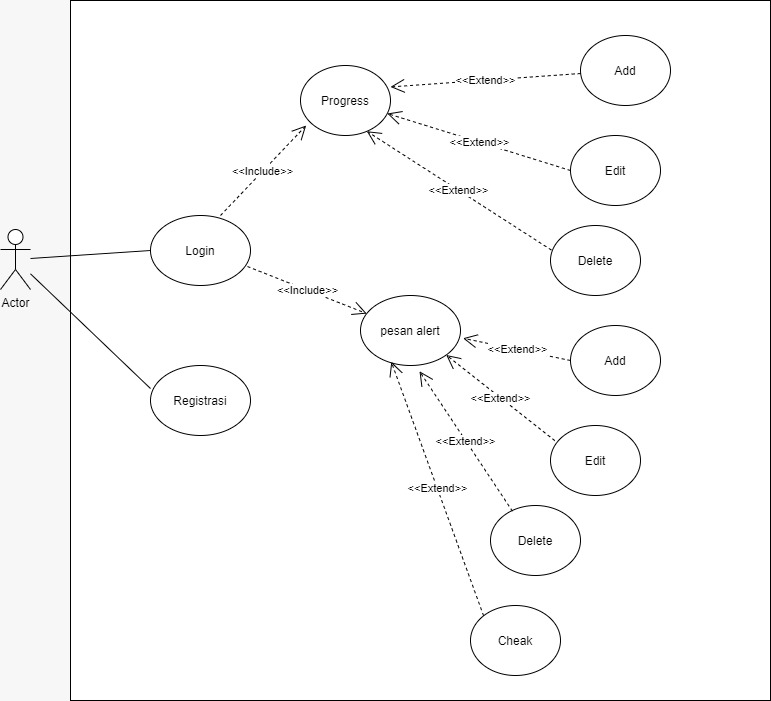 Add
<<Extend>>
Progress
<<Extend>>
Edit
<<Include>>
<<Extend>>
Login
Delete
<<Include>>
Actor
pesan alert
<<Extend>>
Add
<<Extend>>
Registrasi
<<Extend>>
Edit
<<Extend>>
Delete
Cheak